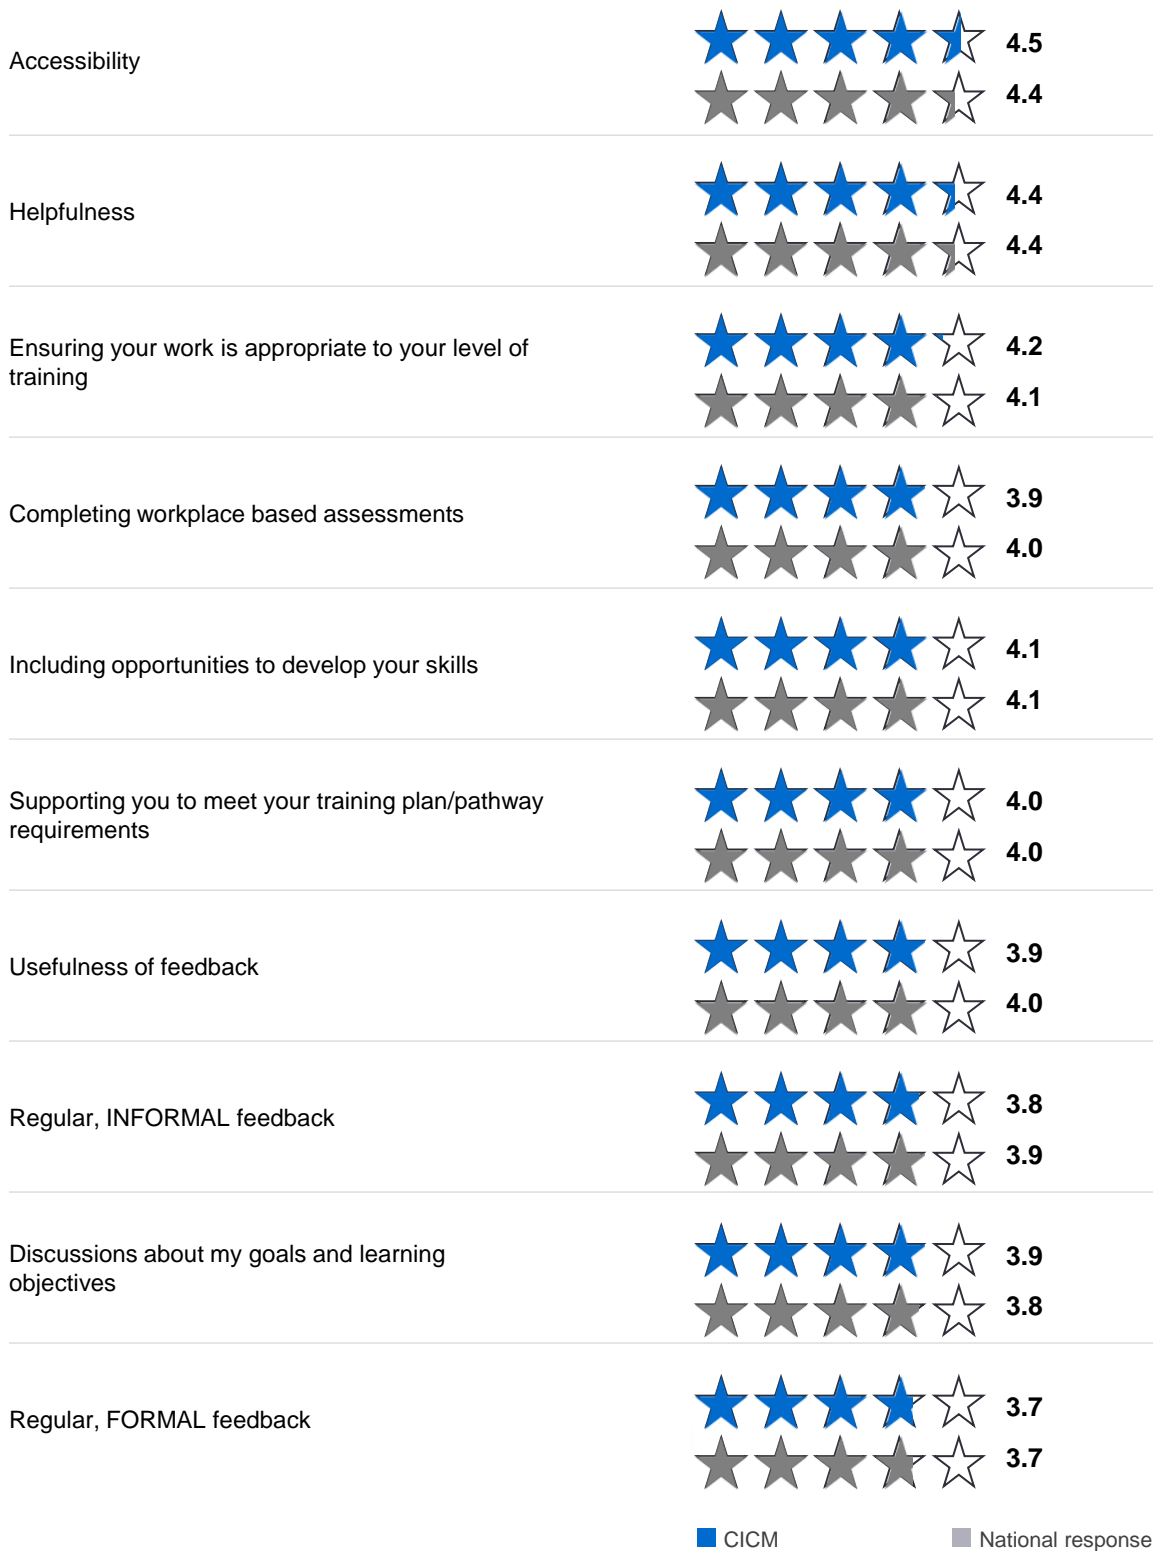 Accessibility
4.5
4.4
Helpfulness
4.4
4.4
Ensuring your work is appropriate to your level of
training
4.2
4.1
Completing workplace based assessments
3.9
4.0
Including opportunities to develop your skills
4.1
4.1
Supporting you to meet your training plan/pathway
requirements
4.0
4.0
Usefulness of feedback
3.9
4.0
Regular, INFORMAL feedback
3.8
3.9
Discussions about my goals and learning
objectives
3.9
3.8
Regular, FORMAL feedback
3.7
3.7
CICM
National response